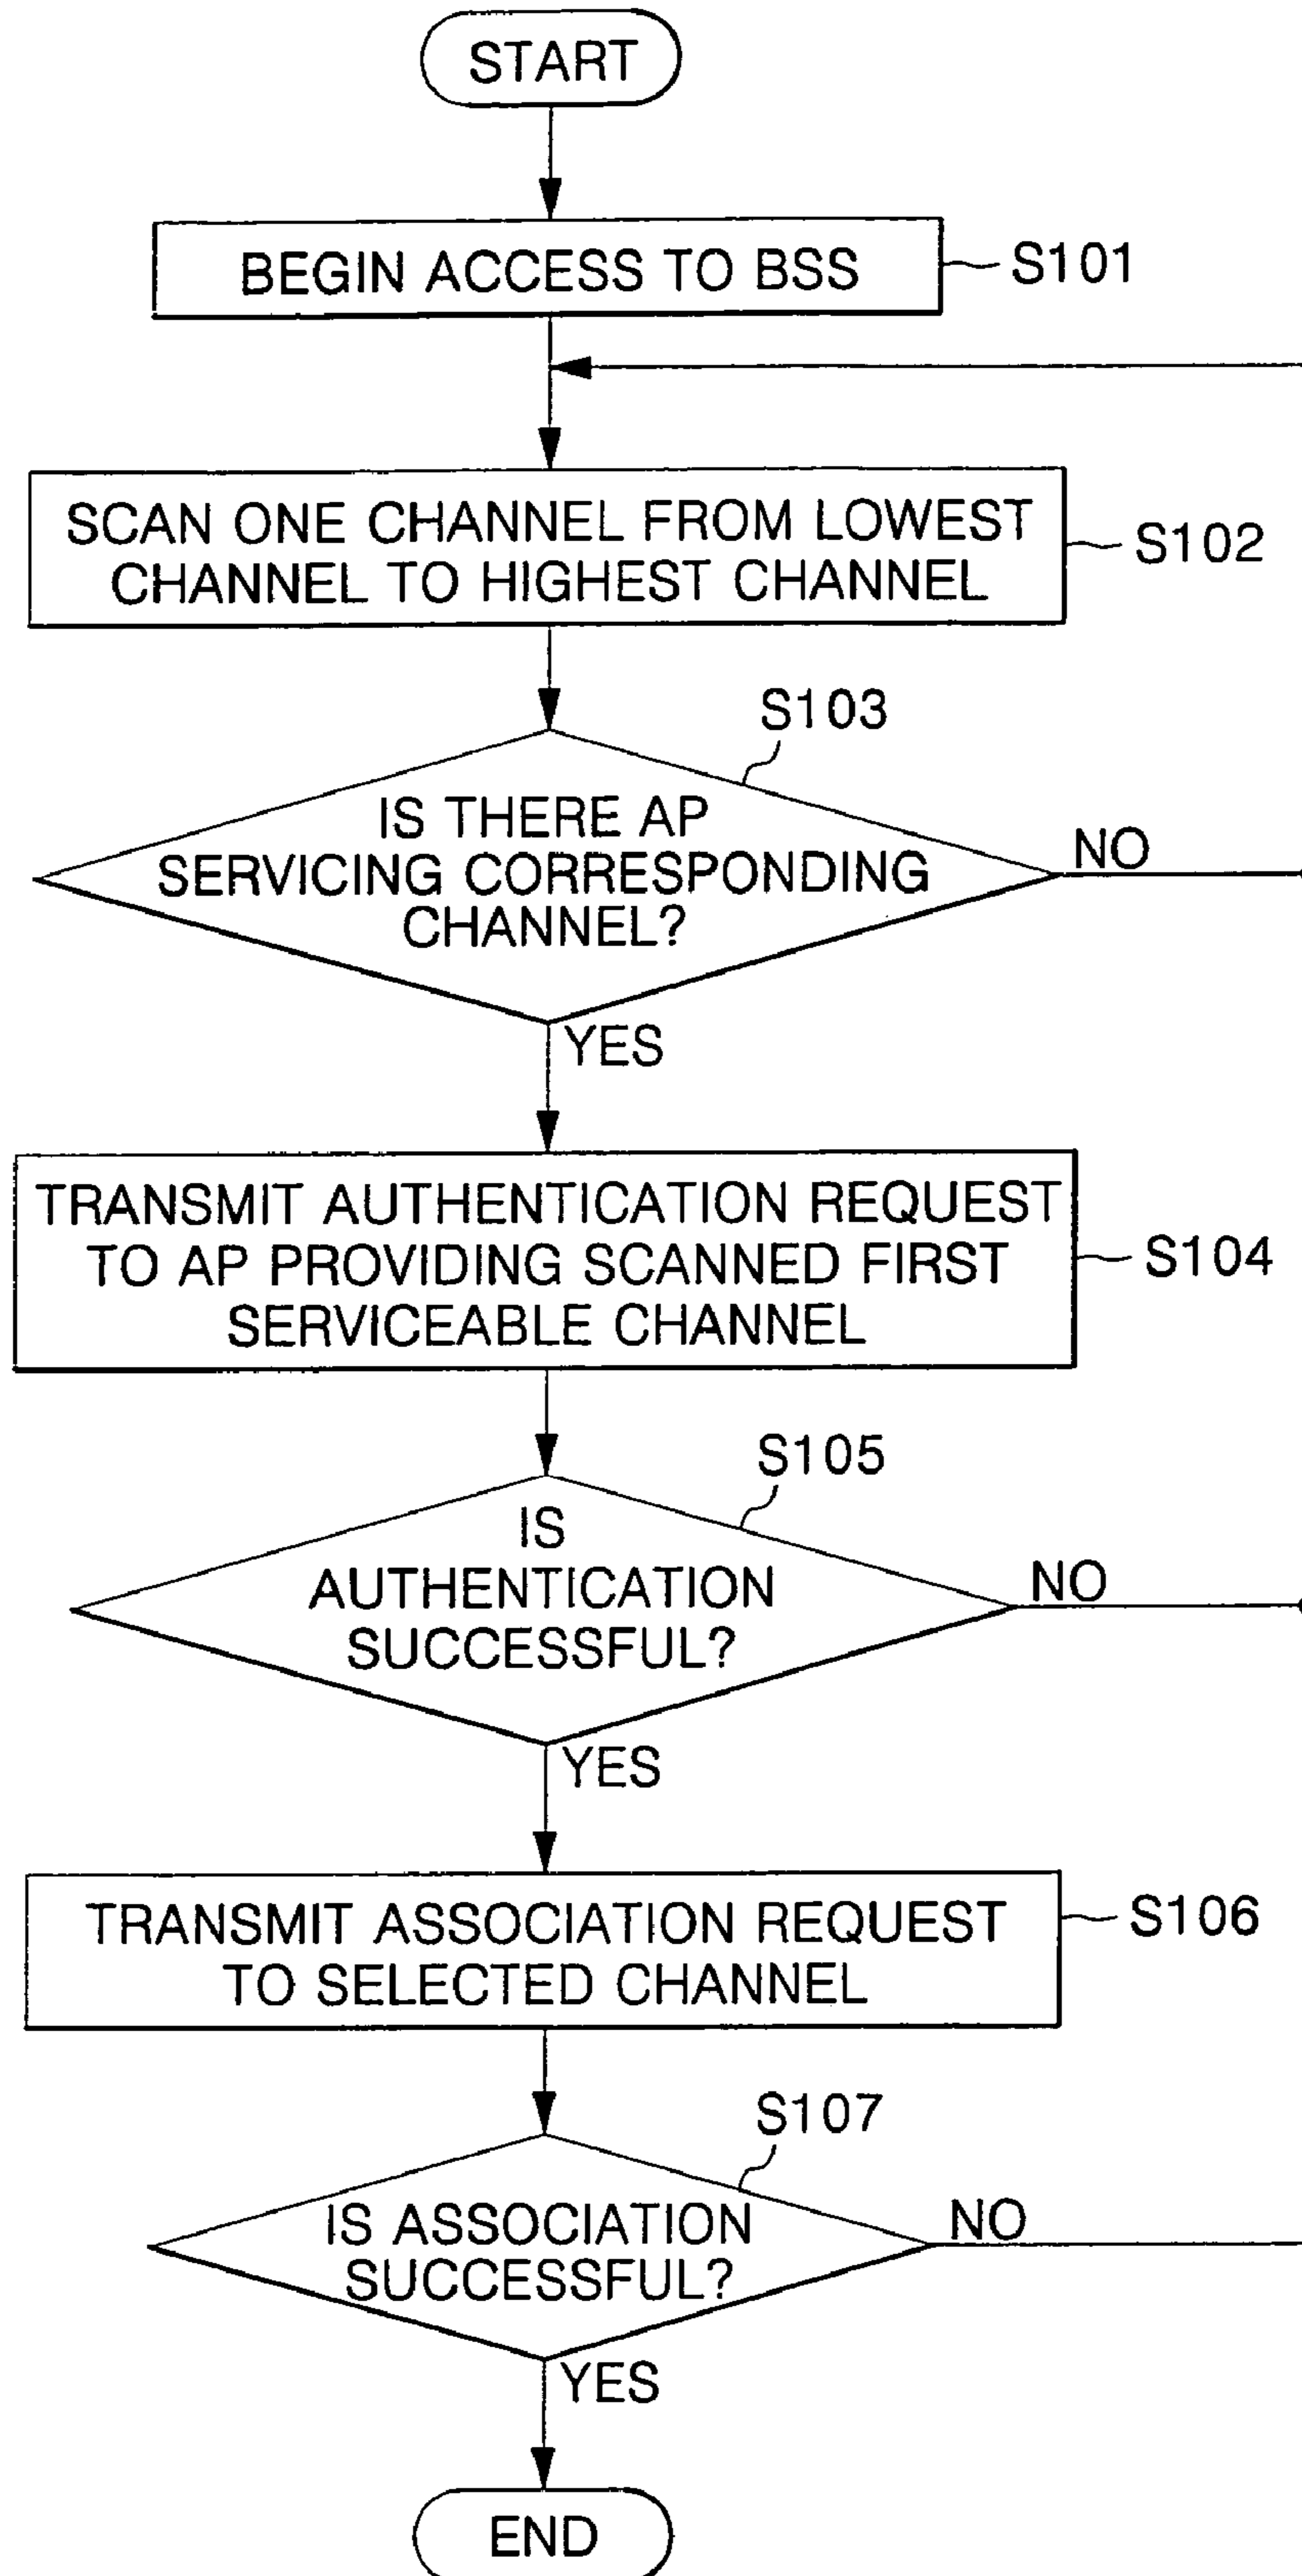 START
BEGIN ACCESS TO BSS
S101
SCAN ONE CHANNEL FROM LOWEST
CHANNEL TO HIGHEST CHANNEL
S102
S103
IS THERE AP
SERVICING CORRESPONDING
CHANNEL?
NO
YES
TRANSMIT AUTHENTICATION REQUEST
TO AP PROVIDING SCANNED FIRST
SERVICEABLE CHANNEL
S104
S105
IS
AUTHENTICATION
SUCCESSFUL?
NO
YES
TRANSMIT ASSOCIATION REQUEST
TO SELECTED CHANNEL
S106
S107
IS ASSOCIATION
SUCCESSFUL?
NO
YES
END